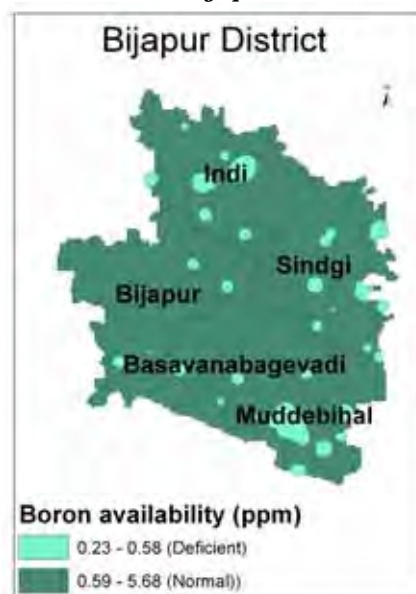 Bijapur District
Indi
Sindgi
Bijapur
Basavanabagevadi
Muddebihal
Boron availability (ppm)
0.23 - 0.58 (Deficient)
0.59 - 5.68 (Normal))